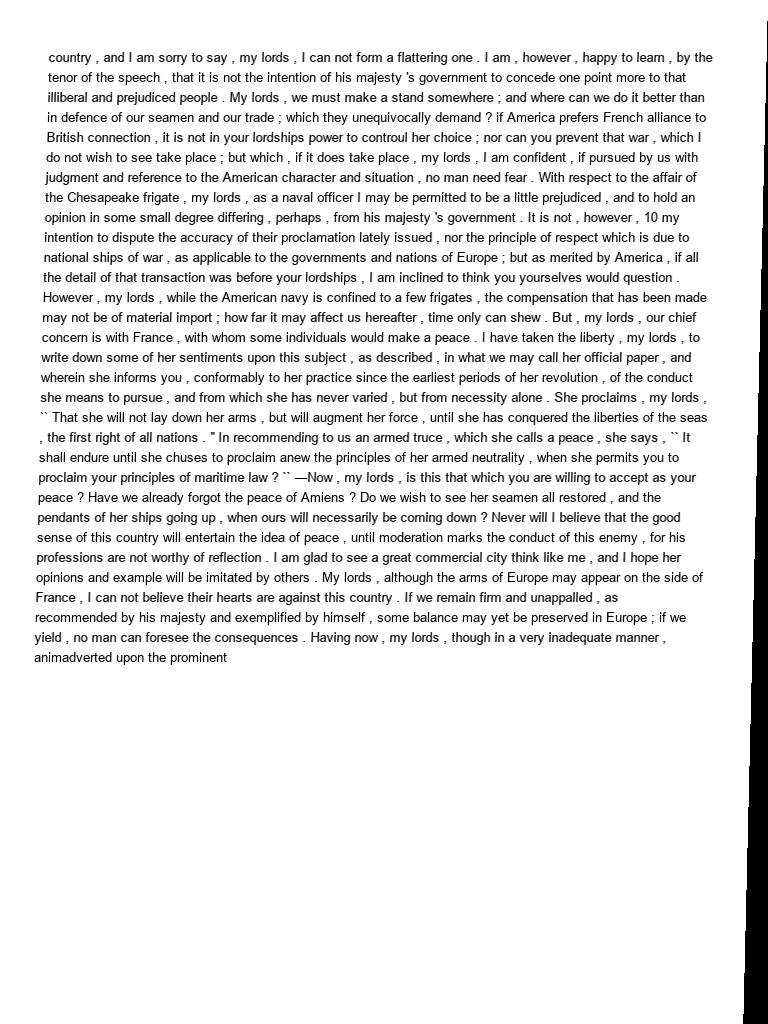 country , and I am sorry to say , my lords , I can not form a flattering one . I am , however , happy to learn , by the
tenor of the speech , that it is not the intention of his majesty 's government to concede one point more to that
illiberal and prejudiced people . My lords , we must make a stand somewhere ; and where can we do it better than
in defence of our seamen and our trade ; which they unequivocally demand ? if America prefers French alliance to
British connection , it is not in your lordships power to controul her choice ; nor can you prevent that war , which I
do not wish to see take place ; but which , if it does take place , my lords , I am confident , if pursued by us with
judgment and reference to the American character and situation , no man need fear . With respect to the affair of
the Chesapeake frigate , my lords , as a naval officer I may be permitted to be a little prejudiced , and to hold an
opinion in some small degree differing , perhaps , from his majesty 's government . It is not , however , 10 my
intention to dispute the accuracy of their proclamation lately issued , nor the principle of respect which is due to
national ships of war , as applicable to the governments and nations of Europe ; but as merited by America , if all
the detail of that transaction was before your lordships , I am inclined to think you yourselves would question .
However , my lords , while the American navy is confined to a few frigates , the compensation that has been made
may not be of material import ; how far it may affect us hereafter , time only can shew . But , my lords , our chief
concern is with France , with whom some individuals would make a peace . I have taken the liberty , my lords , to
write down some of her sentiments upon this subject , as described , in what we may call her official paper , and
wherein she informs you , conformably to her practice since the earliest periods of her revolution , of the conduct
she means to pursue , and from which she has never varied , but from necessity alone . She proclaims , my lords ,
`` That she will not lay down her arms , but will augment her force , until she has conquered the liberties of the seas
, the first right of all nations . '' In recommending to us an armed truce , which she calls a peace , she says , `` It
shall endure until she chuses to proclaim anew the principles of her armed neutrality , when she permits you to
proclaim your principles of maritime law ? `` —Now , my lords , is this that which you are willing to accept as your
peace ? Have we already forgot the peace of Amiens ? Do we wish to see her seamen all restored , and the
pendants of her ships going up , when ours will necessarily be coming down ? Never will I believe that the good
sense of this country will entertain the idea of peace , until moderation marks the conduct of this enemy , for his
professions are not worthy of reflection . I am glad to see a great commercial city think like me , and I hope her
opinions and example will be imitated by others . My lords , although the arms of Europe may appear on the side of
France , I can not believe their hearts are against this country . If we remain firm and unappalled , as
recommended by his majesty and exemplified by himself , some balance may yet be preserved in Europe ; if we
yield , no man can foresee the consequences . Having now , my lords , though in a very inadequate manner ,
animadverted upon the prominent